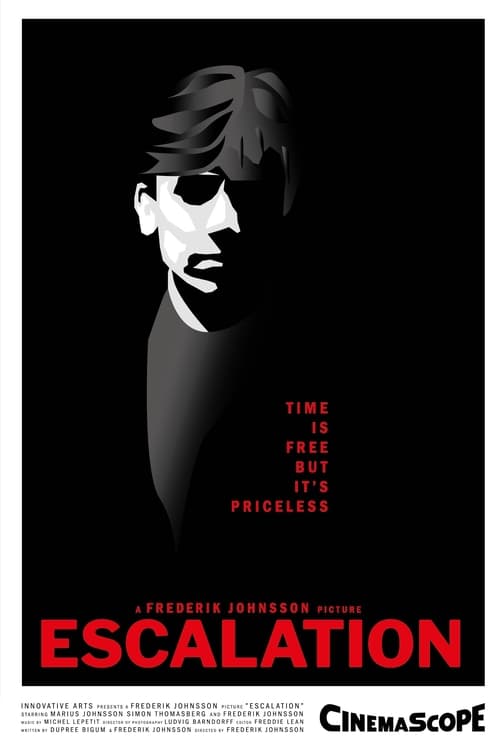 TIME
IS
FREE
BUT
IT'S
PRICELESS
A FREDERIK JOHNSSON PICTURE
ESCALATION
INNOVATIVE ARTS PRESENTS A FREDERIK JOHNSSON PICTURE "ESCALATION"
STARRING MARIUS JOHNSSON SIMON THOMASBERG AND FREDERIK JOHNSSON
MUSIC BY MICHEL LEPETIT DIRECTOR OF PHOTOGRAPHY LUDVIG BARNDORFF EDITOR FREDDIE LEAN
WRITTEN BY DUPREE BIGUM & FREDERIK JOHNSSON DIRECTED BY FREDERIK JOHNSSON
CINEMASCOPE